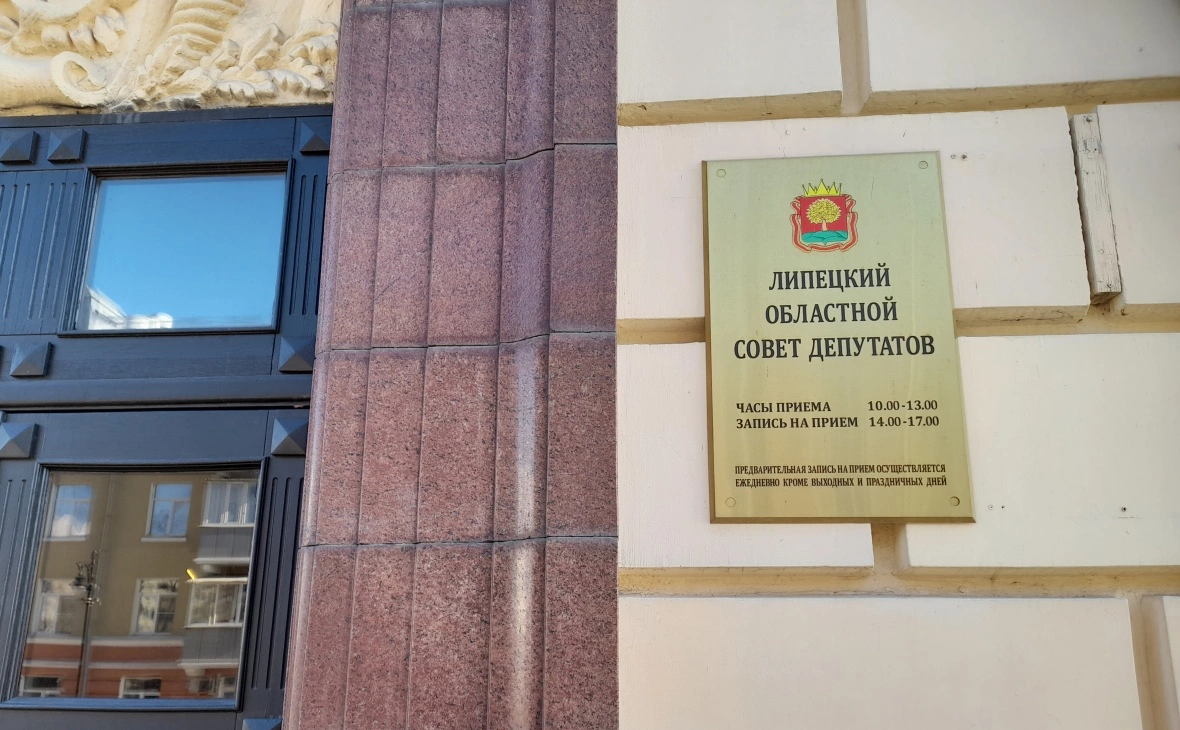 ЛИПЕЦКИЙ
ОБЛАСТНОЙ
СОВЕТ ДЕПУТАТОВ
ЧАСЫ ПРИЕМА 10.00-13.00
ЗАПИСЬ НА ПРИЕМ 14.00-17.00
ПРЕДВАРИТЕЛЬНАЯ ЗАПИСЬ НА ПРИЕМ ОСУЩЕСТВЛЯЕТСЯ
ЕЖЕДНЕВНО КРОМЕ ВЫХОДНЫХ И ПРАЗДНИЧНЫХ ДНЕЙ